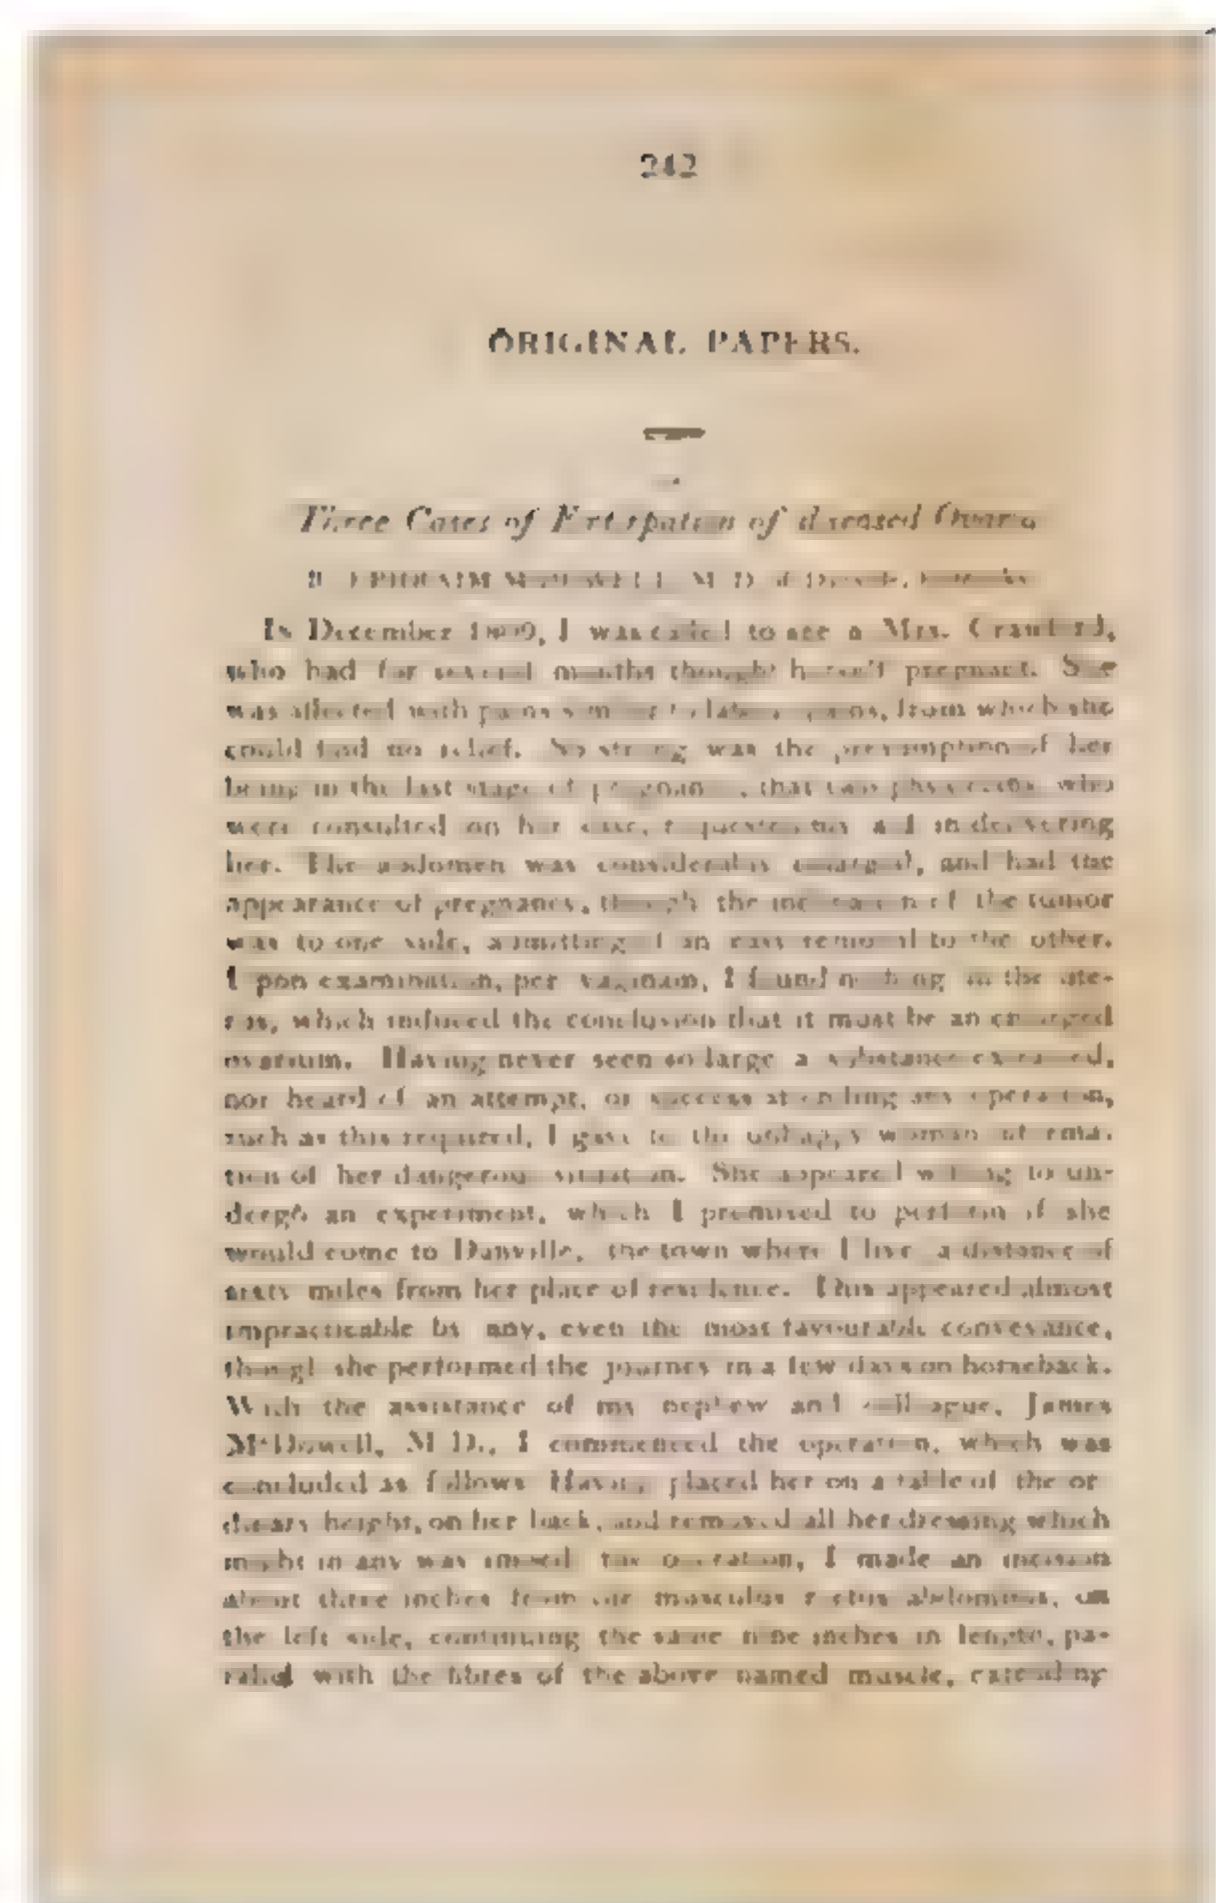 242
ORIGINAL PAPERS.
Three Cases of Extirpation of diseased Ovaria.
EPHRAIM M'DOWELL, M. D. of Danville, Kentucky
In December 1809, I was called to see a Mrs. Crawford,
who had for several months thought herself pregnant. She
was affected with pains similar to labour pains, from which she
could find no relief. So strong was the presumption of her
being in the last stage of pregnancy, that two physicians, who
were consulted on her case, requested my aid in delivering
her. The abdomen was considerably enlarged, and had the
appearance of pregnancy, though the inclination of the tumor
was to one side, admitting of an easy removal to the other.
Upon examination, per vaginam, I found nothing in the ute-
rus, which induced the conclusion that it must be an enlarged
ovarium. Having never seen so large a substance extracted,
nor heard of an attempt, or success attending any operation,
such as this required, I gave to the unhappy woman
tion of her dangerous situation. She appeared willing to un-
dergo an experiment, which I promised to perform if she
would come to Danville, the town where I live, a distance of
sixty miles from her place of residence. This appeared almost
impracticable by any, even the most favourable conveyance,
though she performed the journey in a few days on horseback.
With the assistance of my nephew and colleague, James
M'Dowell, M. D., I commenced the operation, which was
concluded as follows Having placed her on a table of the or
dinary height, on her back, and removed all her dressing which
might in any way impede the operation, I made an incision
about three inches from the musculus rectus abdominis, on
the left side, continuing the same nine inches in length, pa-
rallel with the fibres of the above named muscle, extending